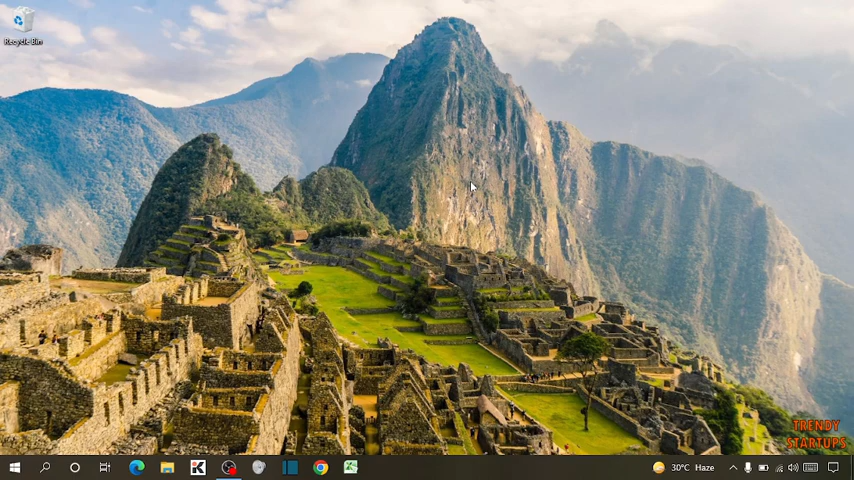 Recycle Bin
TRENDY
STARTUPS
K
30°C Haze